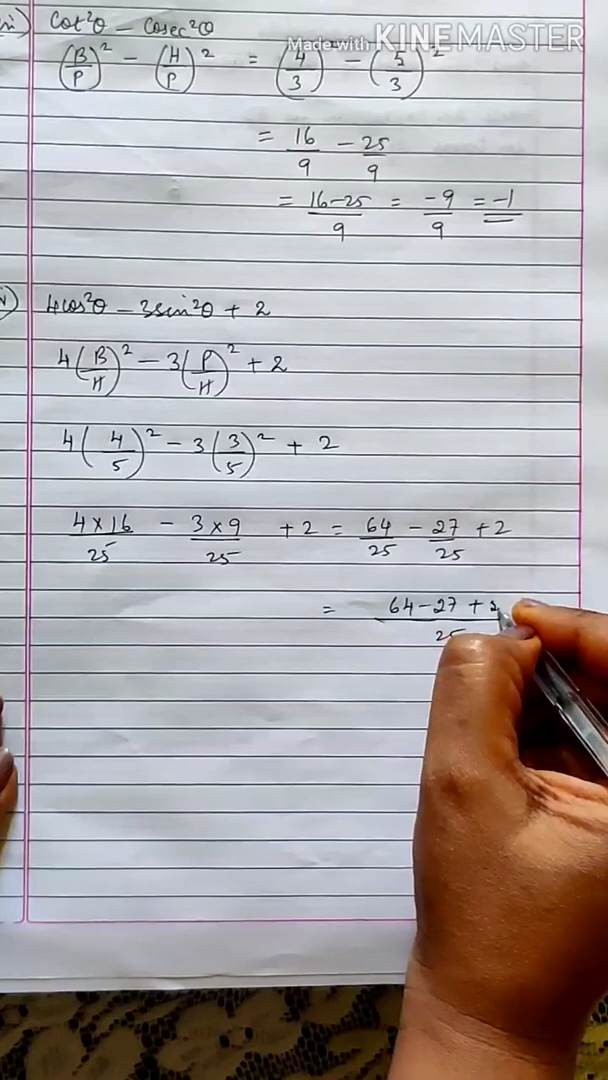 cot²θ - cosec²θ
Made with KINEMASTER
(B/P)² - (H/P)² = (4/3)² - (5/3)²
= 16/9 - 25/9
= 16-25/9 = -9/9 = -1
4cos²θ - 3sin²θ + 2
4(B/H)² - 3(P/H)² + 2
4(4/5)² - 3(3/5)² + 2
4×16/25 - 3×9/25 + 2 = 64/25 - 27/25 + 2
= 64-27+